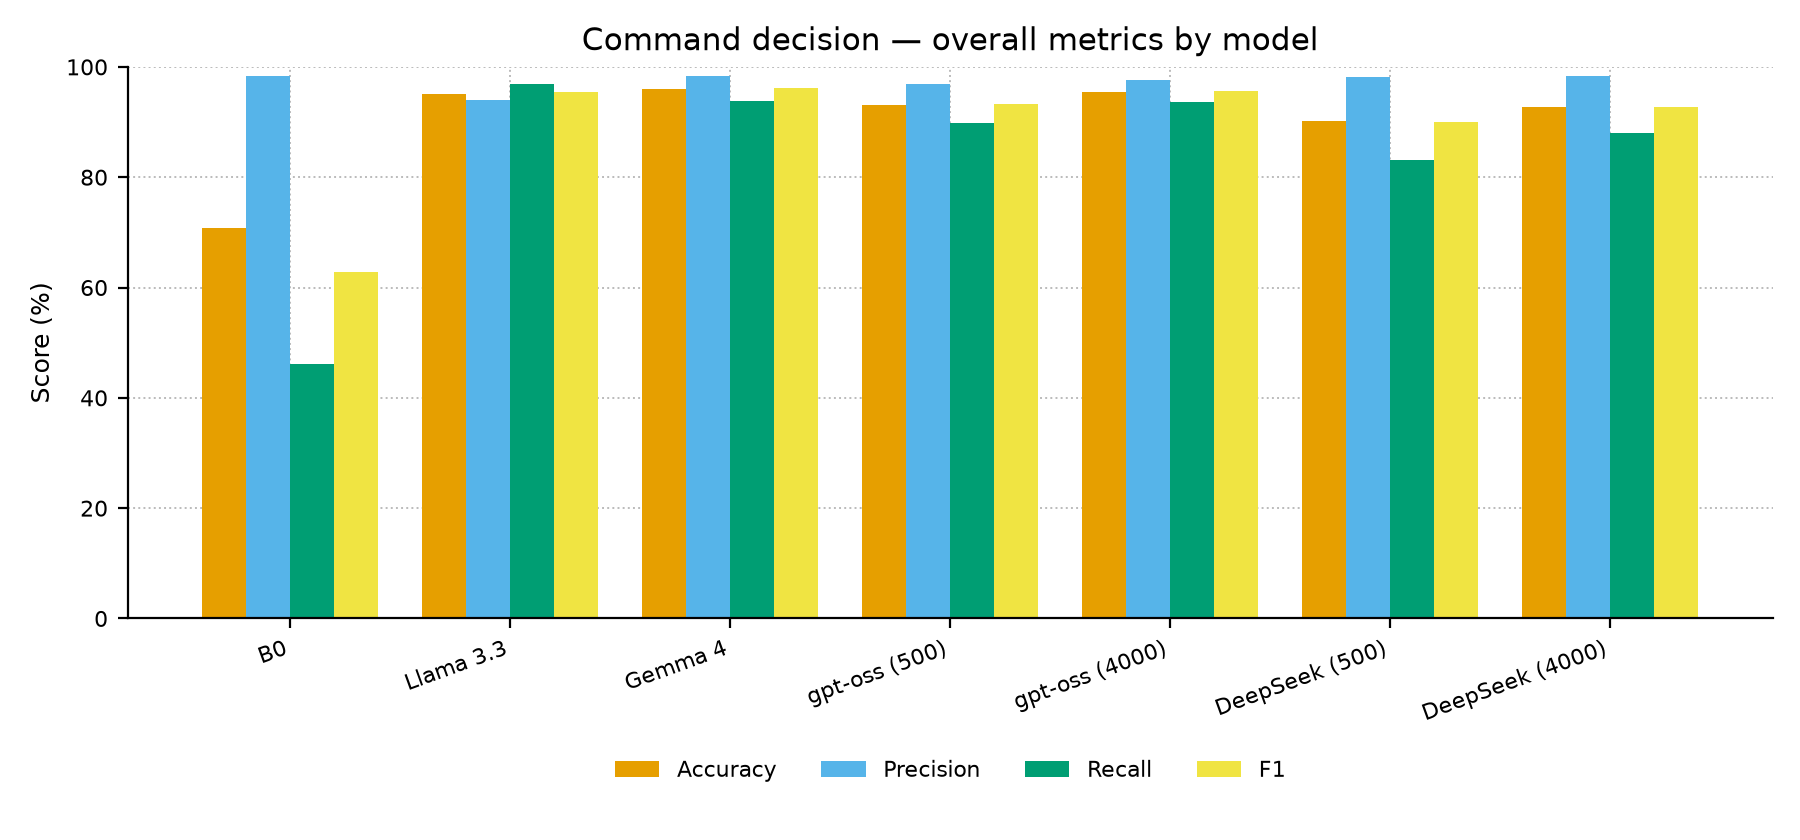 Command decision — overall metrics by model
100
80
60
40
20
0
Score (%)
B0
Llama 3.3
Gemma 4
gpt-oss (500)
gpt-oss (4000)
DeepSeek (500)
DeepSeek (4000)
Accuracy
Precision
Recall
F1